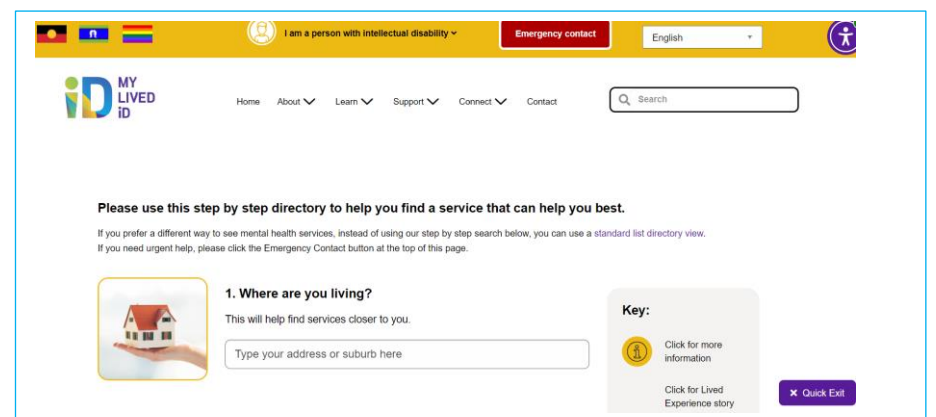 I am a person with intellectual disability
Emergency contact
English
MY
LIVED
iD
iD
Home About Learn Support Connect Contact
Search
Please use this step by step directory to help you find a service that can help you best.
If you prefer a different way to see mental health services, instead of using our step by step search below, you can use a standard list directory view.
If you need urgent help, please click the Emergency Contact button at the top of this page.
1. Where are you living?
This will help find services closer to you.
Type your address or suburb here
Key:
Click for more
information
Click for Lived
Experience story
× Quick Exit